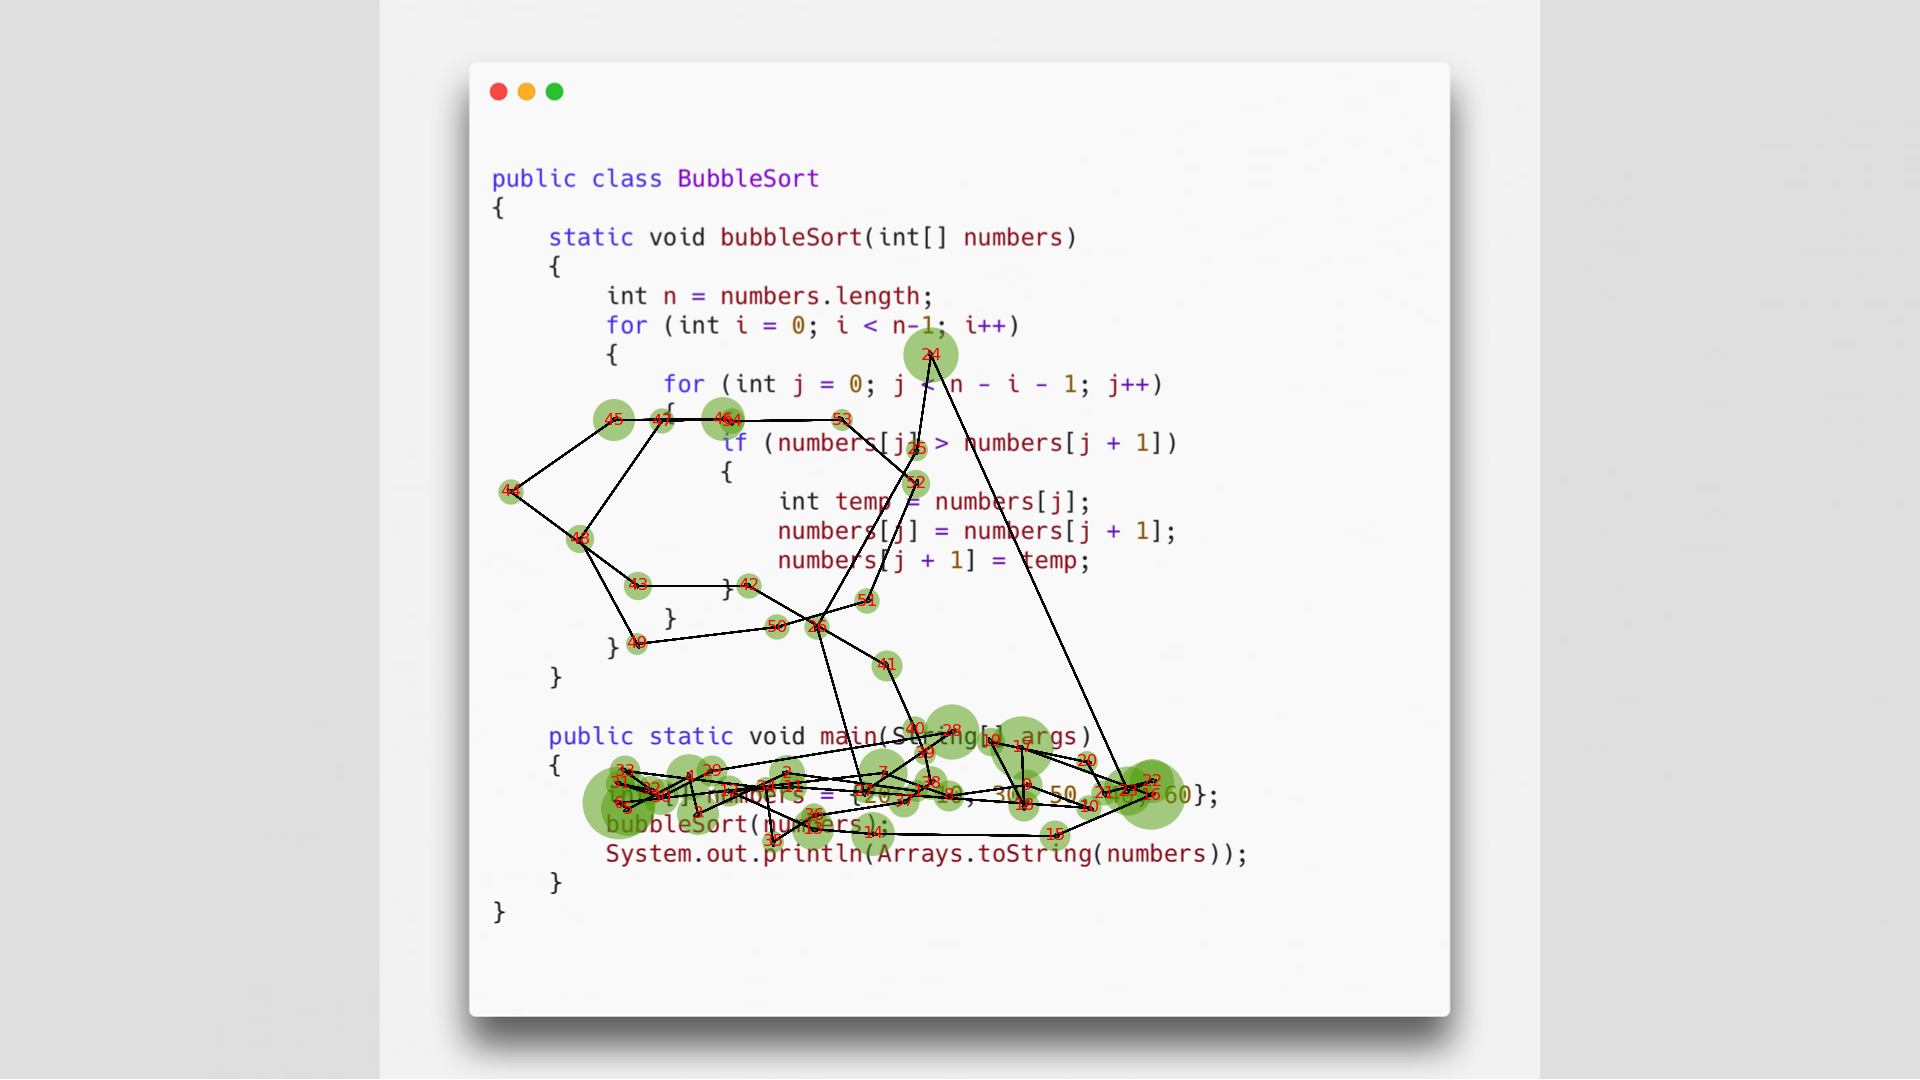 public class BubbleSort
{
static void bubbleSort(int[] numbers)
{
int n = numbers.length;
for (int i = 0; i < n-1; i++)
{
for (int j = 0; j < n - i - 1; j++)
{
if (numbers[j] > numbers[j + 1])
{
int temp = numbers[j];
numbers[j] = numbers[j + 1];
numbers[j + 1] = temp;
}
}
}
}
public static void main(String[] args)
{
int[] numbers = {20, 10, 30, 50, 40, 60};
bubbleSort(numbers);
System.out.println(Arrays.toString(numbers));
}
}